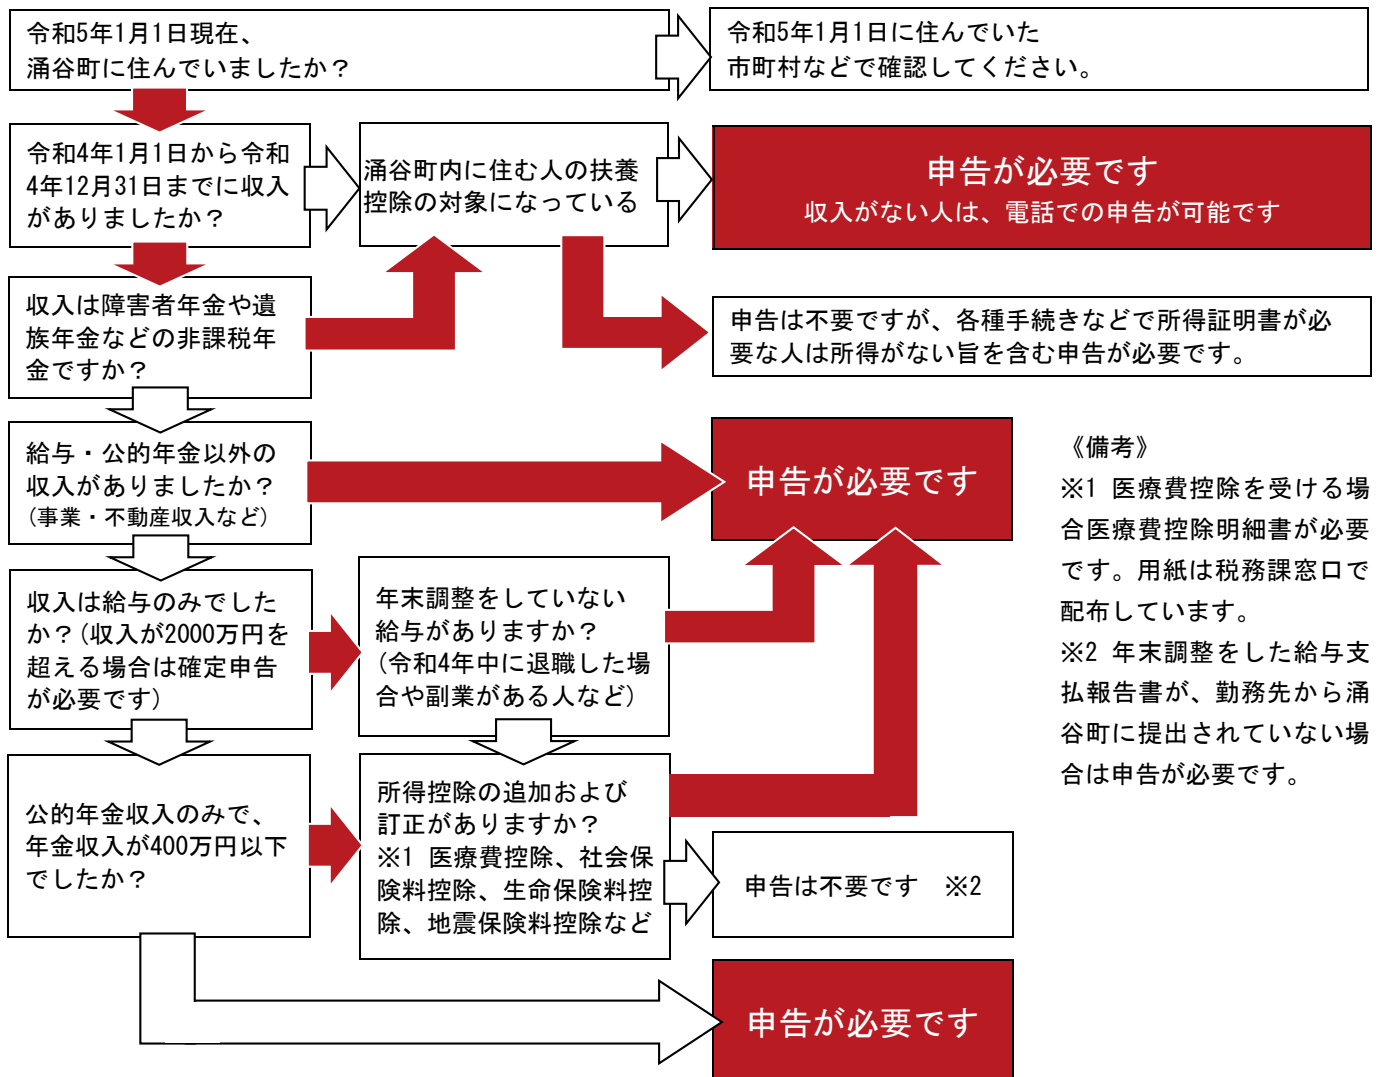 令和5年1月1日現在、
涌谷町に住んでいましたか？
令和5年1月1日に住んでいた
市町村などで確認してください。
令和4年1月1日から令和
4年12月31日までに収入
がありましたか？
涌谷町内に住む人の扶養
控除の対象になっている
申告が必要です
収入がない人は、電話での申告が可能です
収入は障害者年金や遺
族年金などの非課税年
金ですか？
申告は不要ですが、各種手続きなどで所得証明書が必
要な人は所得がない旨を含む申告が必要です。
給与・公的年金以外の
収入がありましたか？
(事業・不動産収入など)
申告が必要です
《備考》
※1 医療費控除を受ける場
合医療費控除明細書が必要
です。用紙は税務課窓口で
配布しています。
※2 年末調整をした給与支
払報告書が、勤務先から涌
谷町に提出されていない場
合は申告が必要です。
収入は給与のみでした
か？(収入が2000万円を
超える場合は確定申告
が必要です)
年末調整をしていない
給与がありますか？
(令和4年中に退職した場
合や副業がある人など)
公的年金収入のみで、
年金収入が400万円以下
でしたか？
所得控除の追加および
訂正がありますか？
※1 医療費控除、社会保
険料控除、生命保険料控
除、地震保険料控除など
申告は不要です　※2
申告が必要です